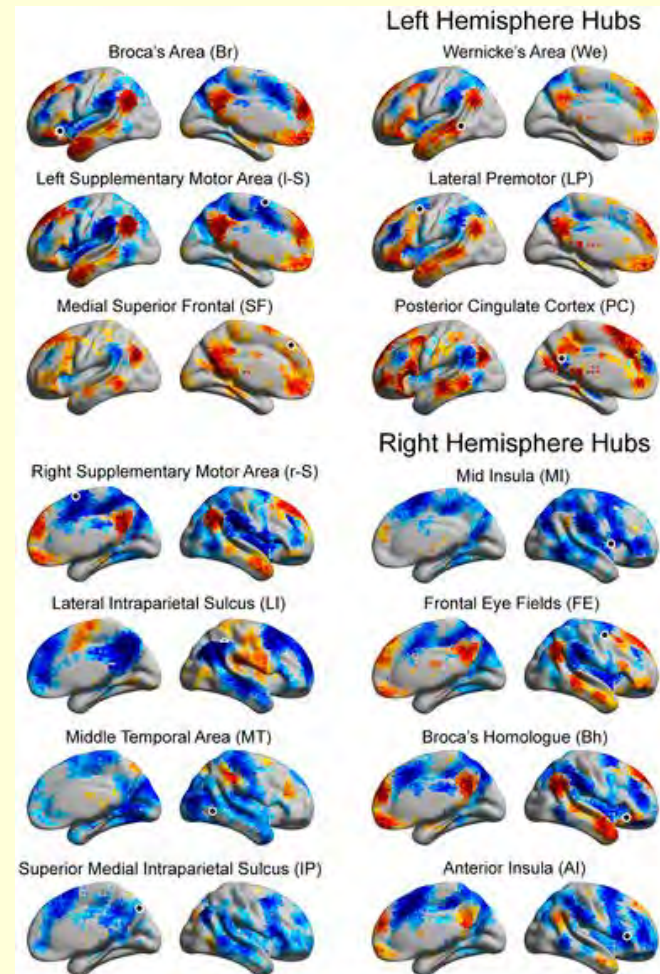 Left Hemisphere Hubs
Broca's Area (Br)
Wernicke's Area (We)
Left Supplementary Motor Area (l-S)
Lateral Premotor (LP)
Medial Superior Frontal (SF)
Posterior Cingulate Cortex (PC)
Right Hemisphere Hubs
Right Supplementary Motor Area (r-S)
Mid Insula (MI)
Lateral Intraparietal Sulcus (LI)
Frontal Eye Fields (FE)
Middle Temporal Area (MT)
Broca's Homologue (Bh)
Superior Medial Intraparietal Sulcus (IP)
Anterior Insula (AI)